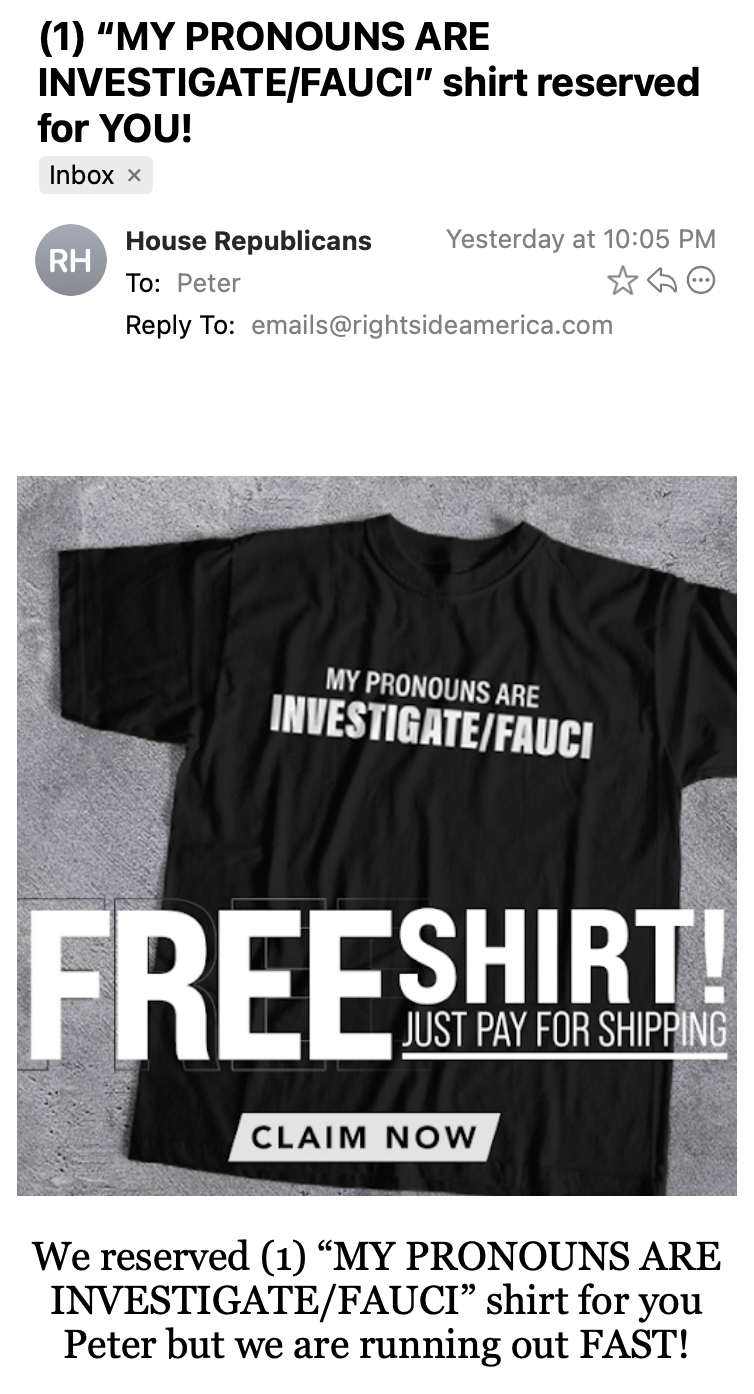 (1) “MY PRONOUNS ARE
INVESTIGATE/FAUCI” shirt reserved
for YOU!
Inbox ×
RH
House Republicans
Yesterday at 10:05 PM
To: Peter
Reply To: emails@rightsideamerica.com
MY PRONOUNS ARE
INVESTIGATE/FAUCI
FREE SHIRT!
JUST PAY FOR SHIPPING
CLAIM NOW
We reserved (1) “MY PRONOUNS ARE
INVESTIGATE/FAUCI” shirt for you
Peter but we are running out FAST!